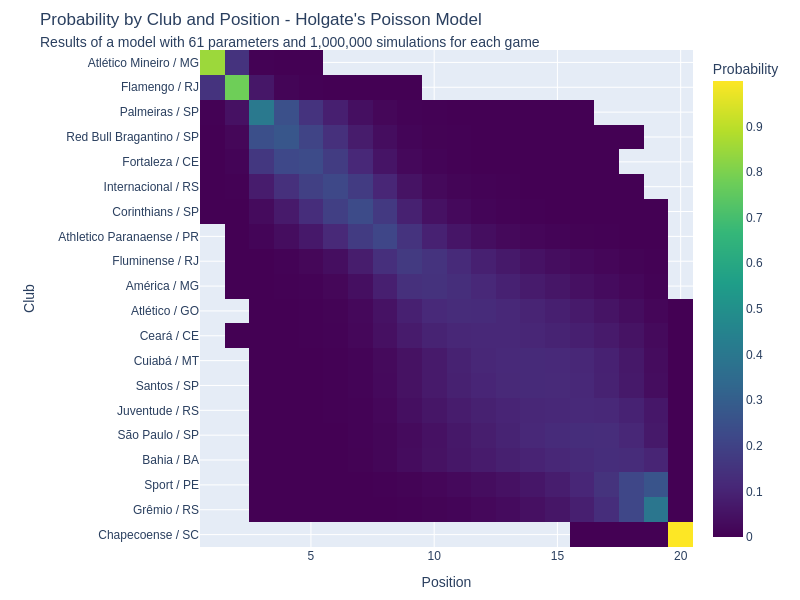 Probability by Club and Position - Holgate's Poisson Model
Results of a model with 61 parameters and 1,000,000 simulations for each game
Probability
Atlético Mineiro / MG
Flamengo / RJ
Palmeiras / SP
Red Bull Bragantino / SP
Fortaleza / CE
Internacional / RS
Corinthians / SP
Athletico Paranaense / PR
Fluminense / RJ
América / MG
Atlético / GO
Ceará / CE
Cuiabá / MT
Santos / SP
Juventude / RS
São Paulo / SP
Bahia / BA
Sport / PE
Grêmio / RS
Chapecoense / SC
Club
5
10
15
20
Position
0.9
0.8
0.7
0.6
0.5
0.4
0.3
0.2
0.1
0